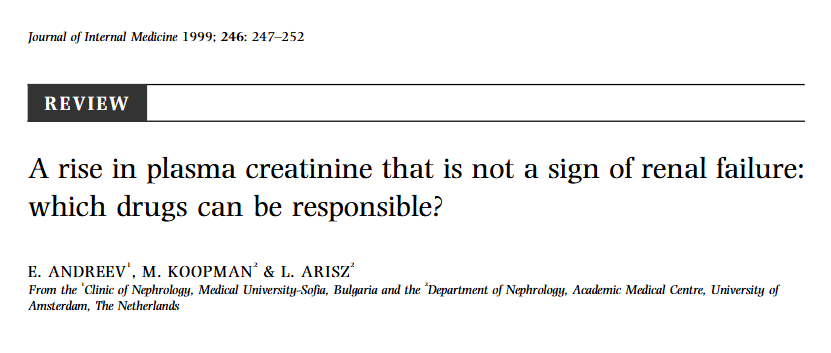 Journal of Internal Medicine 1999; 246: 247–252
REVIEW
A rise in plasma creatinine that is not a sign of renal failure:
which drugs can be responsible?
E. ANDREEV¹, M. KOOPMAN² & L. ARISZ²
From the ¹Clinic of Nephrology, Medical University-Sofia, Bulgaria and the ²Department of Nephrology, Academic Medical Centre, University of
Amsterdam, The Netherlands